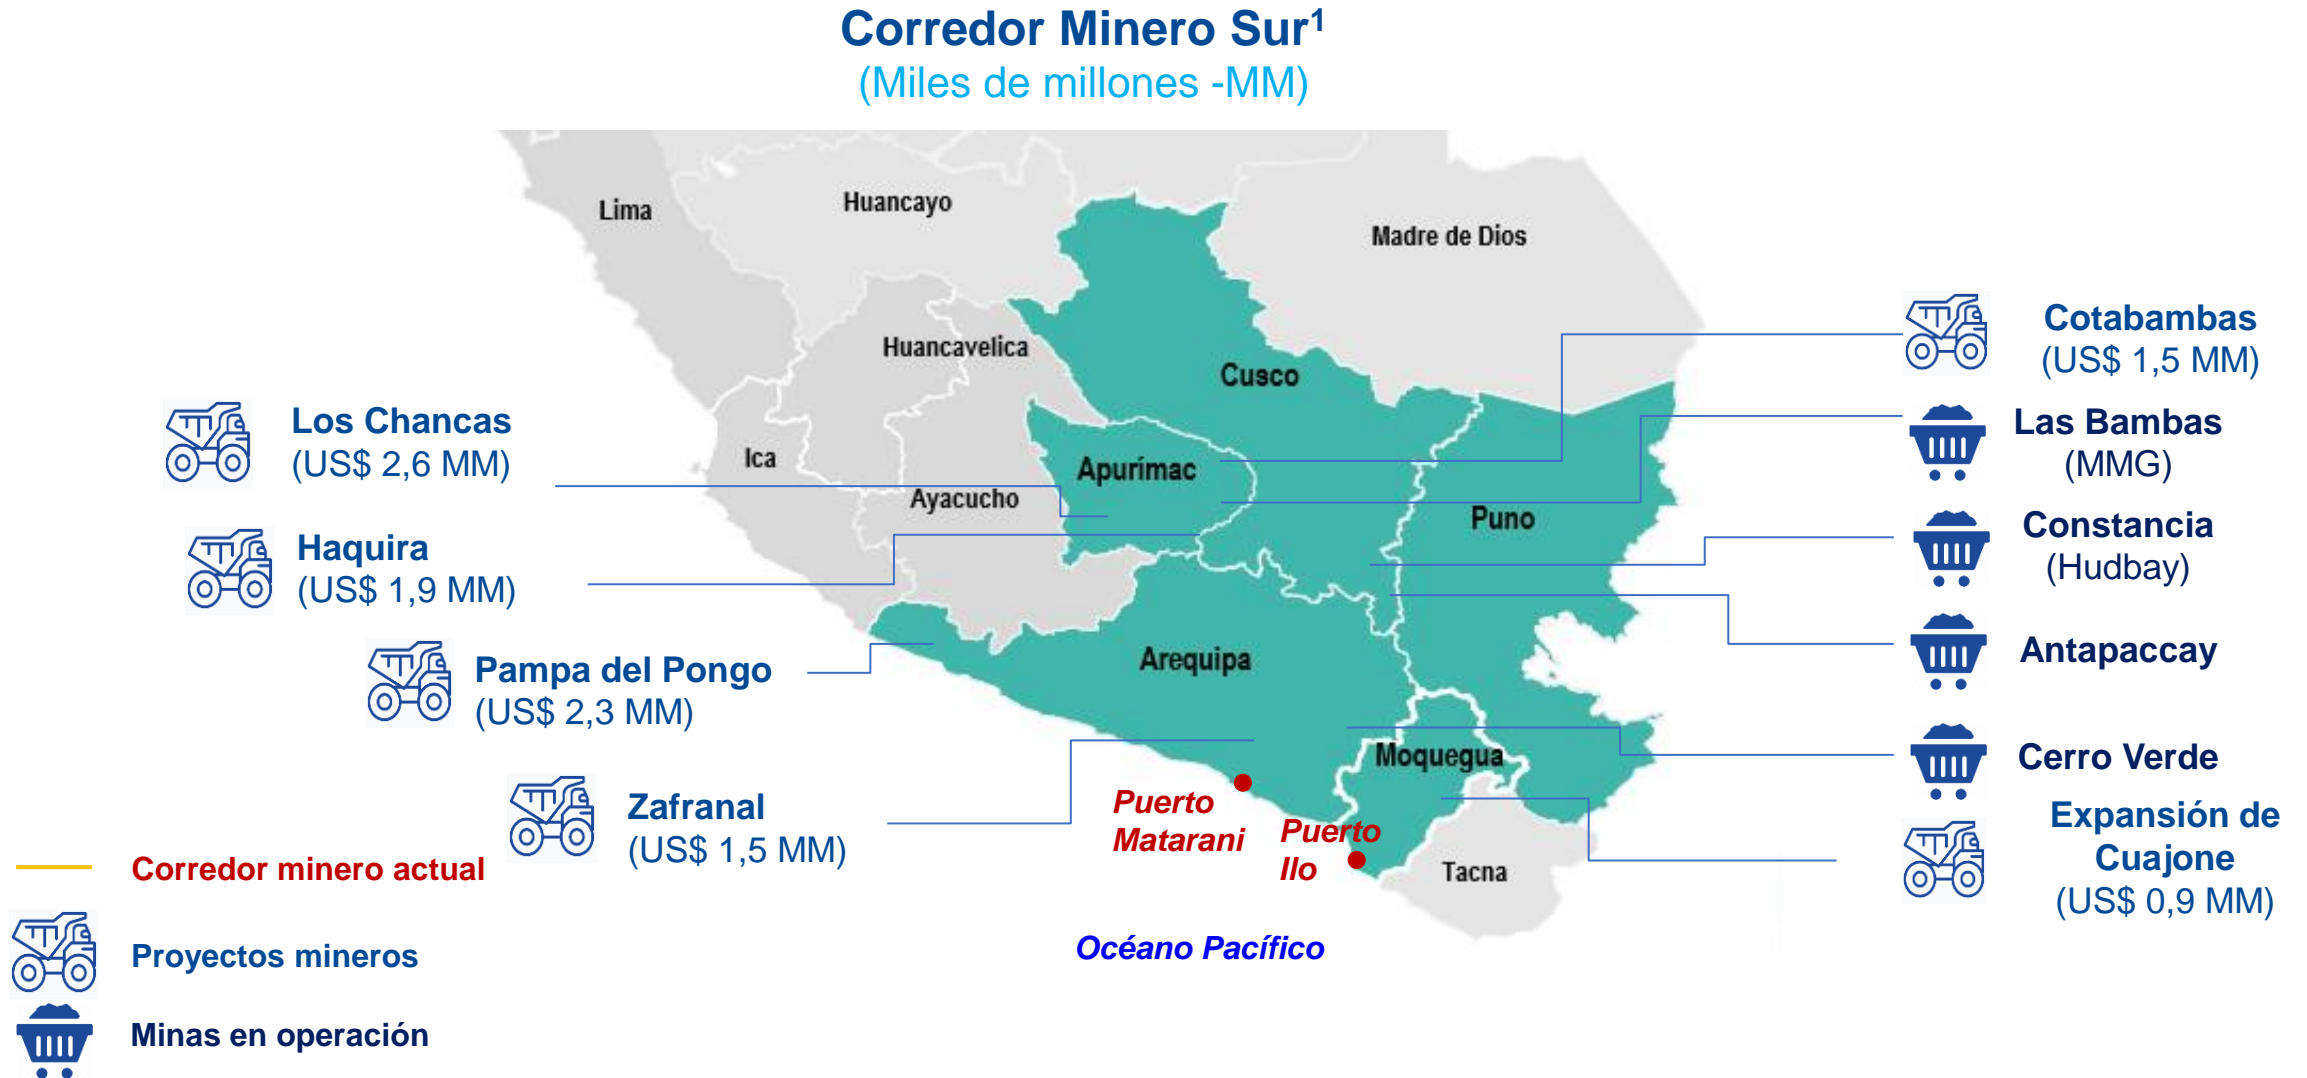 Corredor Minero Sur¹
(Miles de millones -MM)
Lima
Huancayo
Madre de Dios
Huancavelica
Cusco
Ica
Apurímac
Ayacucho
Puno
Arequipa
Moquegua
Tacna
Los Chancas
(US$ 2,6 MM)
Haquira
(US$ 1,9 MM)
Pampa del Pongo
(US$ 2,3 MM)
Zafranal
(US$ 1,5 MM)
Puerto
Matarani
Puerto
Ilo
Océano Pacífico
Cotabambas
(US$ 1,5 MM)
Las Bambas
(MMG)
Constancia
(Hudbay)
Antapaccay
Cerro Verde
Expansión de
Cuajone
(US$ 0,9 MM)
Corredor minero actual
Proyectos mineros
Minas en operación